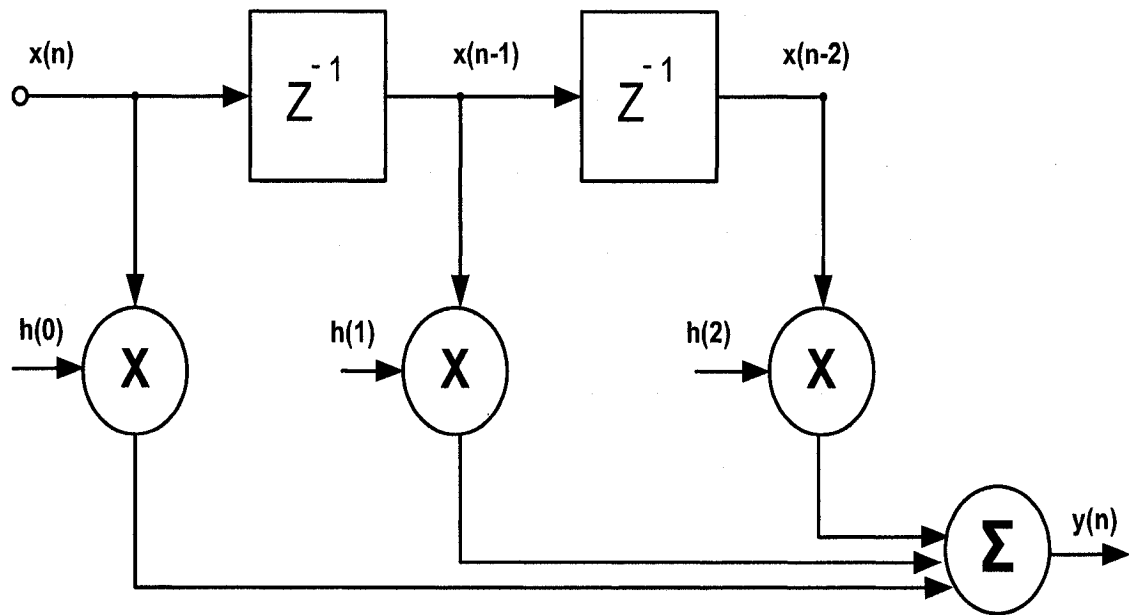 x(n)
x(n-1)
x(n-2)
Z⁻¹
Z⁻¹
h(0)
h(1)
h(2)
X
X
X
Σ
y(n)